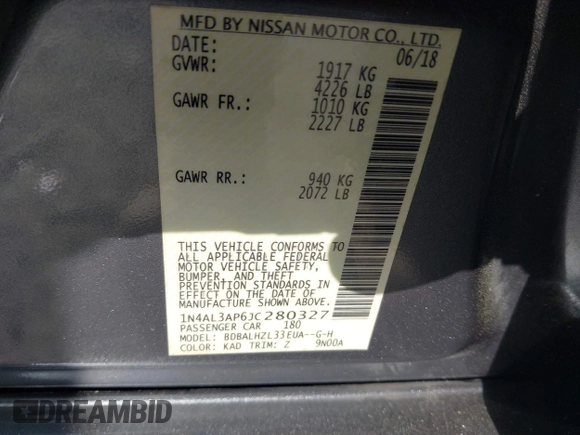 MFD BY NISSAN MOTOR CO., LTD.
DATE: 06/18
GVWR: 1917 KG
4226 LB
GAWR FR.: 1010 KG
2227 LB
GAWR RR.: 940 KG
2072 LB
THIS VEHICLE CONFORMS TO
ALL APPLICABLE FEDERAL
MOTOR VEHICLE SAFETY,
BUMPER, AND THEFT
PREVENTION STANDARDS
IN EFFECT ON THE DATE OF
MANUFACTURE SHOWN ABOVE.
1N4AL3AP6JC280327
PASSENGER CAR 180
MODEL: BDBALHZL33EUA--G-H
COLOR: KAD TRIM: Z 9N00A
DREAMBID